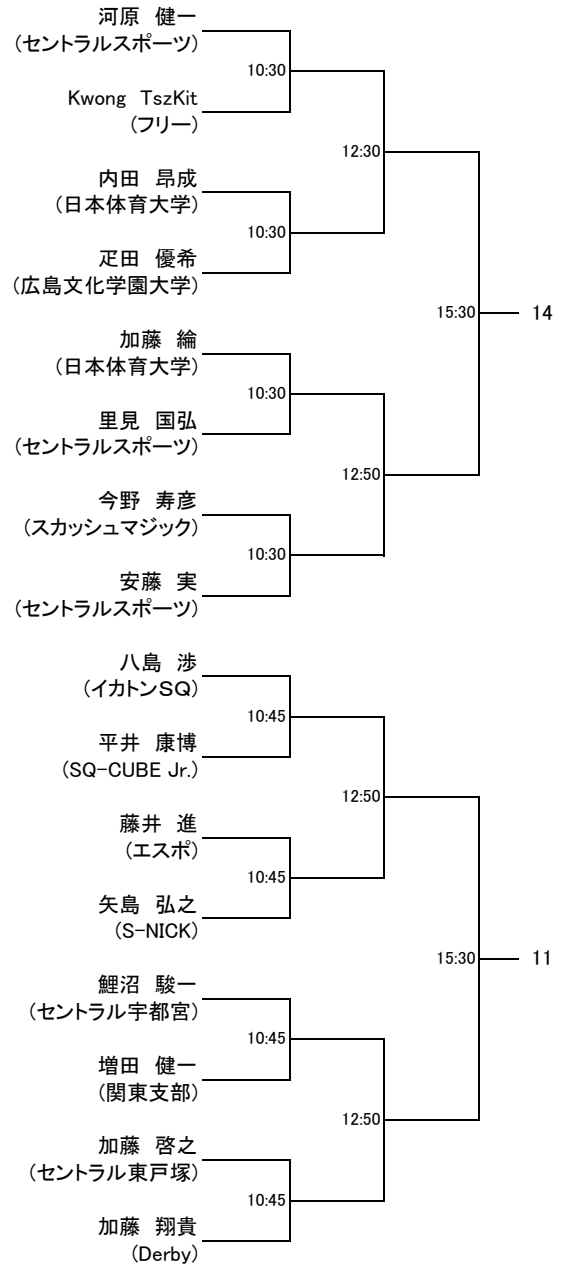 河原　健一
(セントラルスポーツ)
10:30
Kwong　TszKit
(フリー)
12:30
内田　昂成
(日本体育大学)
10:30
疋田　優希
(広島文化学園大学)
15:30
14
加藤　綸
(日本体育大学)
10:30
里見　国弘
(セントラルスポーツ)
12:50
今野　寿彦
(スカッシュマジック)
10:30
安藤　実
(セントラルスポーツ)
八島　渉
(イカトンSQ)
10:45
平井　康博
(SQ-CUBE Jr.)
12:50
藤井　進
(エスポ)
10:45
矢島　弘之
(S-NICK)
15:30
11
鯉沼　駿一
(セントラル宇都宮)
10:45
増田　健一
(関東支部)
12:50
加藤　啓之
(セントラル東戸塚)
10:45
加藤　翔貴
(Derby)